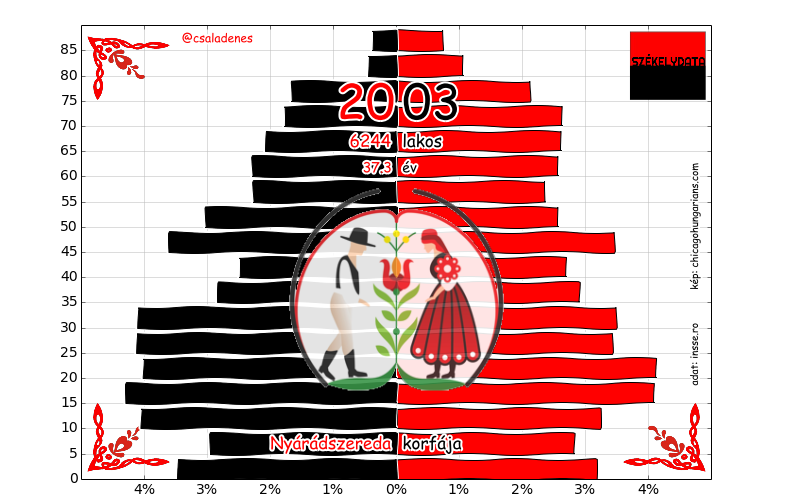 @csaladenes
SZÉKELYDATA
2003
6244 lakos
37.3 év
kép: chicagohungarians.com
adat: insse.ro
Nyárádszereda korfája
85
80
75
70
65
60
55
50
45
40
35
30
25
20
15
10
5
0
4% 3% 2% 1% 0% 1% 2% 3% 4%